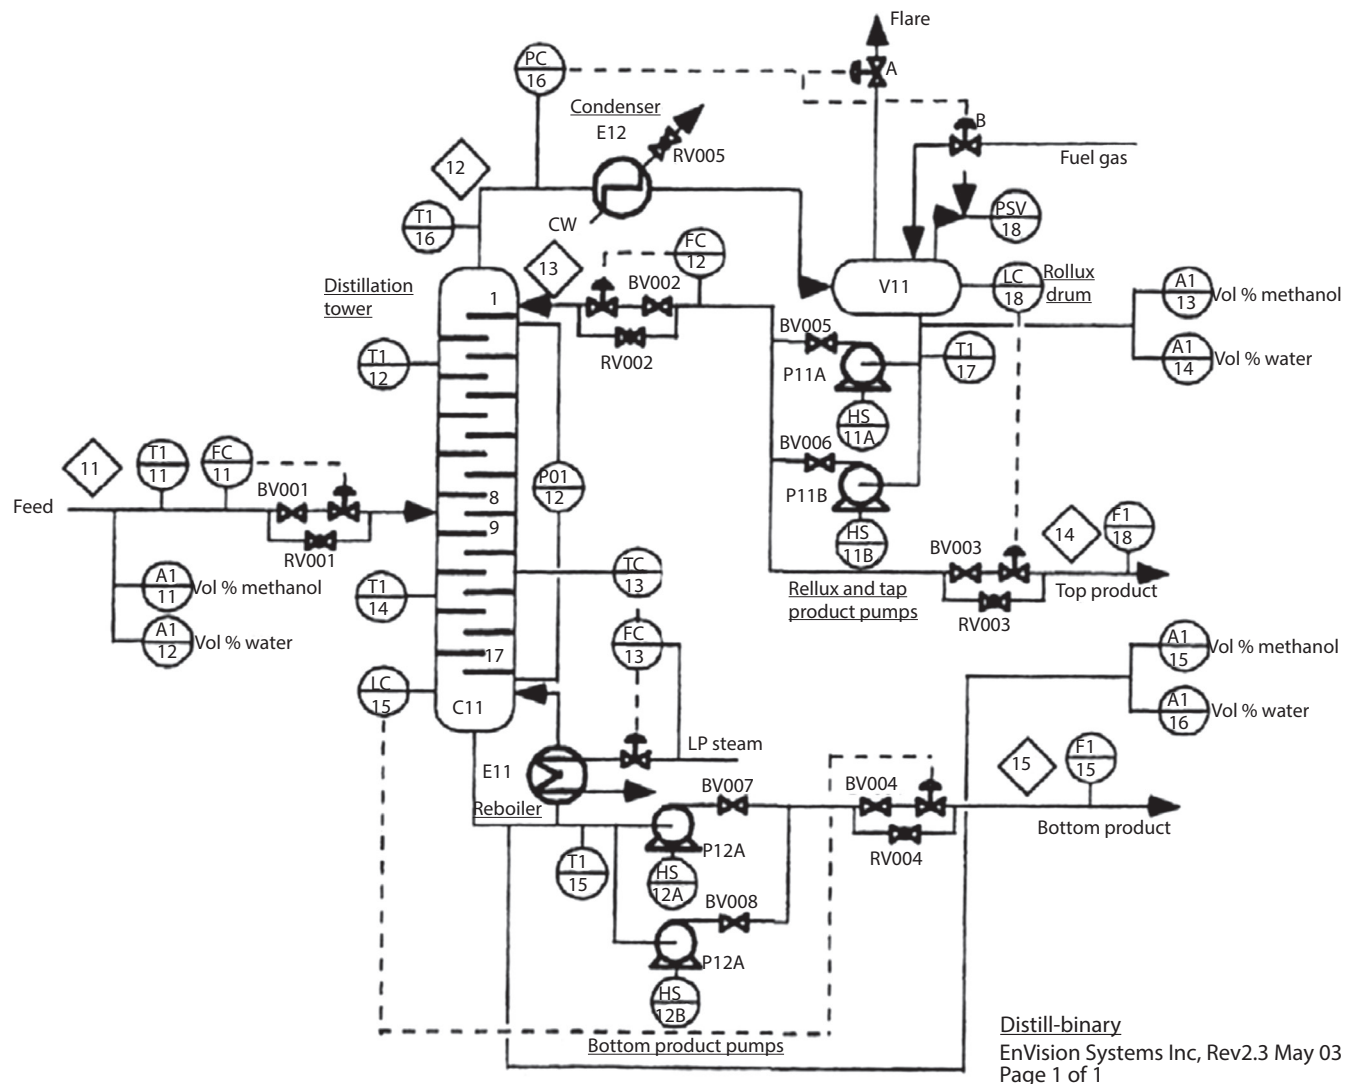 Flare
PC
16
A
Condenser
E12
RV005
B
Fuel gas
12
T1
16
CW
PSV
18
13
FC
12
BV002
RV002
Distillation
tower
1
V11
LC
18
Rollux
drum
A1
13
Vol % methanol
BV005
P11A
T1
17
A1
14
Vol % water
T1
12
HS
11A
BV006
P11B
HS
11B
11
T1
11
FC
11
BV001
RV001
Feed
8
9
P01
12
A1
11
Vol % methanol
A1
12
Vol % water
T1
14
TC
13
FC
13
Rellux and tap
product pumps
BV003
RV003
14
F1
18
Top product
17
LC
15
C11
A1
15
Vol % methanol
A1
16
Vol % water
LP steam
E11
Reboiler
BV007
P12A
BV004
RV004
15
F1
15
Bottom product
T1
15
HS
12A
BV008
P12A
HS
12B
Bottom product pumps
Distill-binary
EnVision Systems Inc, Rev2.3 May 03
Page 1 of 1